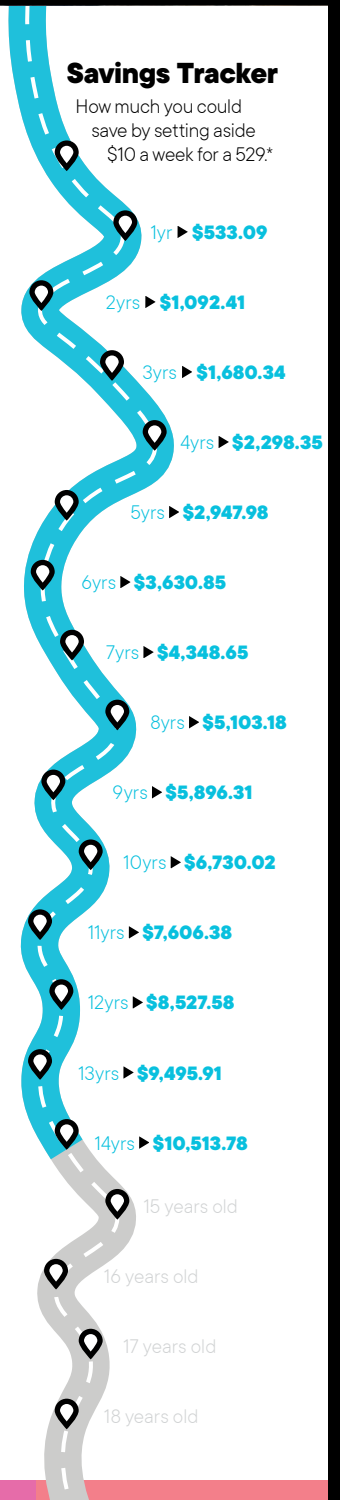 Savings Tracker
How much you could
save by setting aside
$10 a week for a 529.*
1yr ▶ $533.09
2yrs ▶ $1,092.41
3yrs ▶ $1,680.34
4yrs ▶ $2,298.35
5yrs ▶ $2,947.98
6yrs ▶ $3,630.85
7yrs ▶ $4,348.65
8yrs ▶ $5,103.18
9yrs ▶ $5,896.31
10yrs ▶ $6,730.02
11yrs ▶ $7,606.38
12yrs ▶ $8,527.58
13yrs ▶ $9,495.91
14yrs ▶ $10,513.78
15 years old
16 years old
17 years old
18 years old